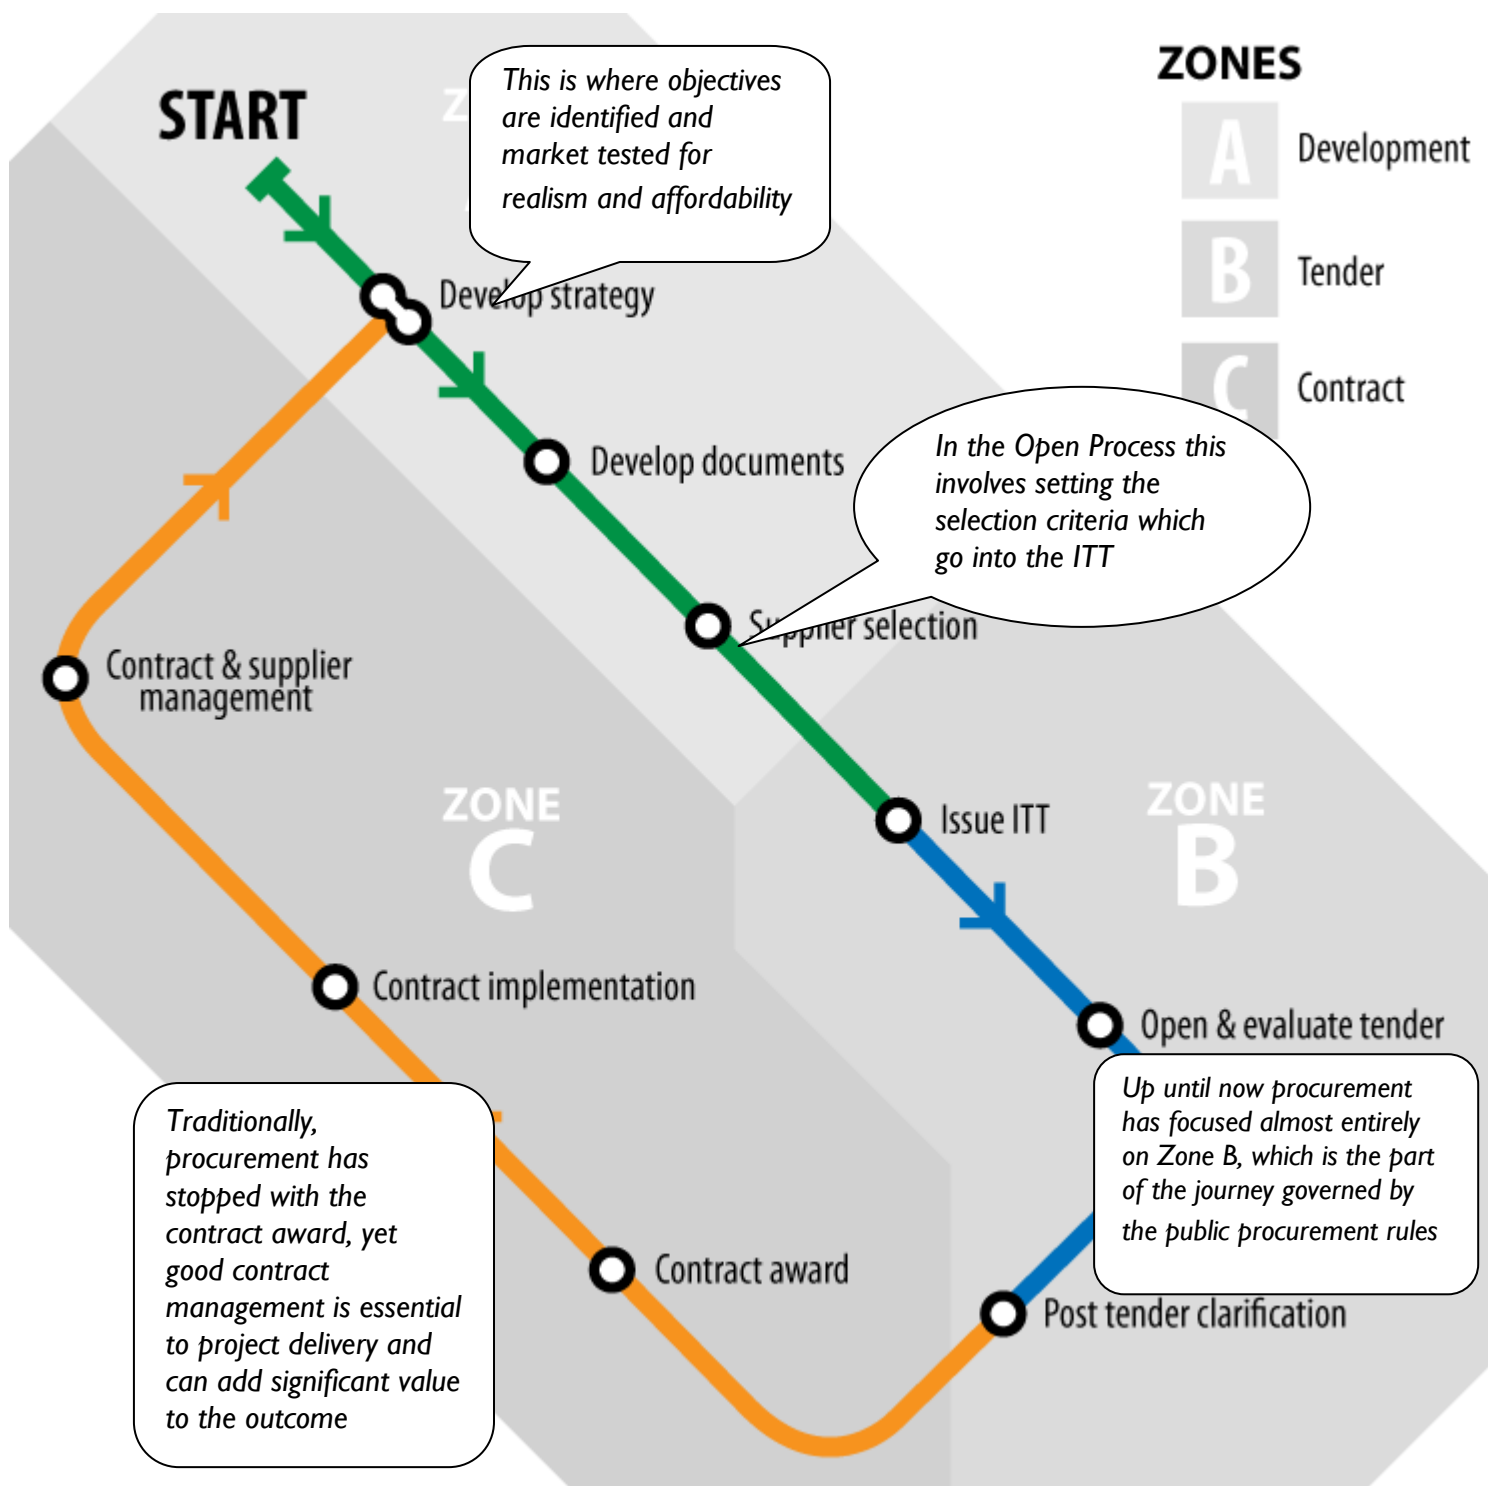 START
This is where objectives
are identified and
market tested for
realism and affordability
ZONES
A
Development
B
Tender
C
Contract
Develop strategy
Develop documents
In the Open Process this
involves setting the
selection criteria which
go into the ITT
Supplier selection
Contract & supplier
management
ZONE
C
ZONE
B
Issue ITT
Contract implementation
Open & evaluate tender
Up until now procurement
has focused almost entirely
on Zone B, which is the part
of the journey governed by
the public procurement rules
Traditionally,
procurement has
stopped with the
contract award, yet
good contract
management is essential
to project delivery and
can add significant value
to the outcome
Contract award
Post tender clarification